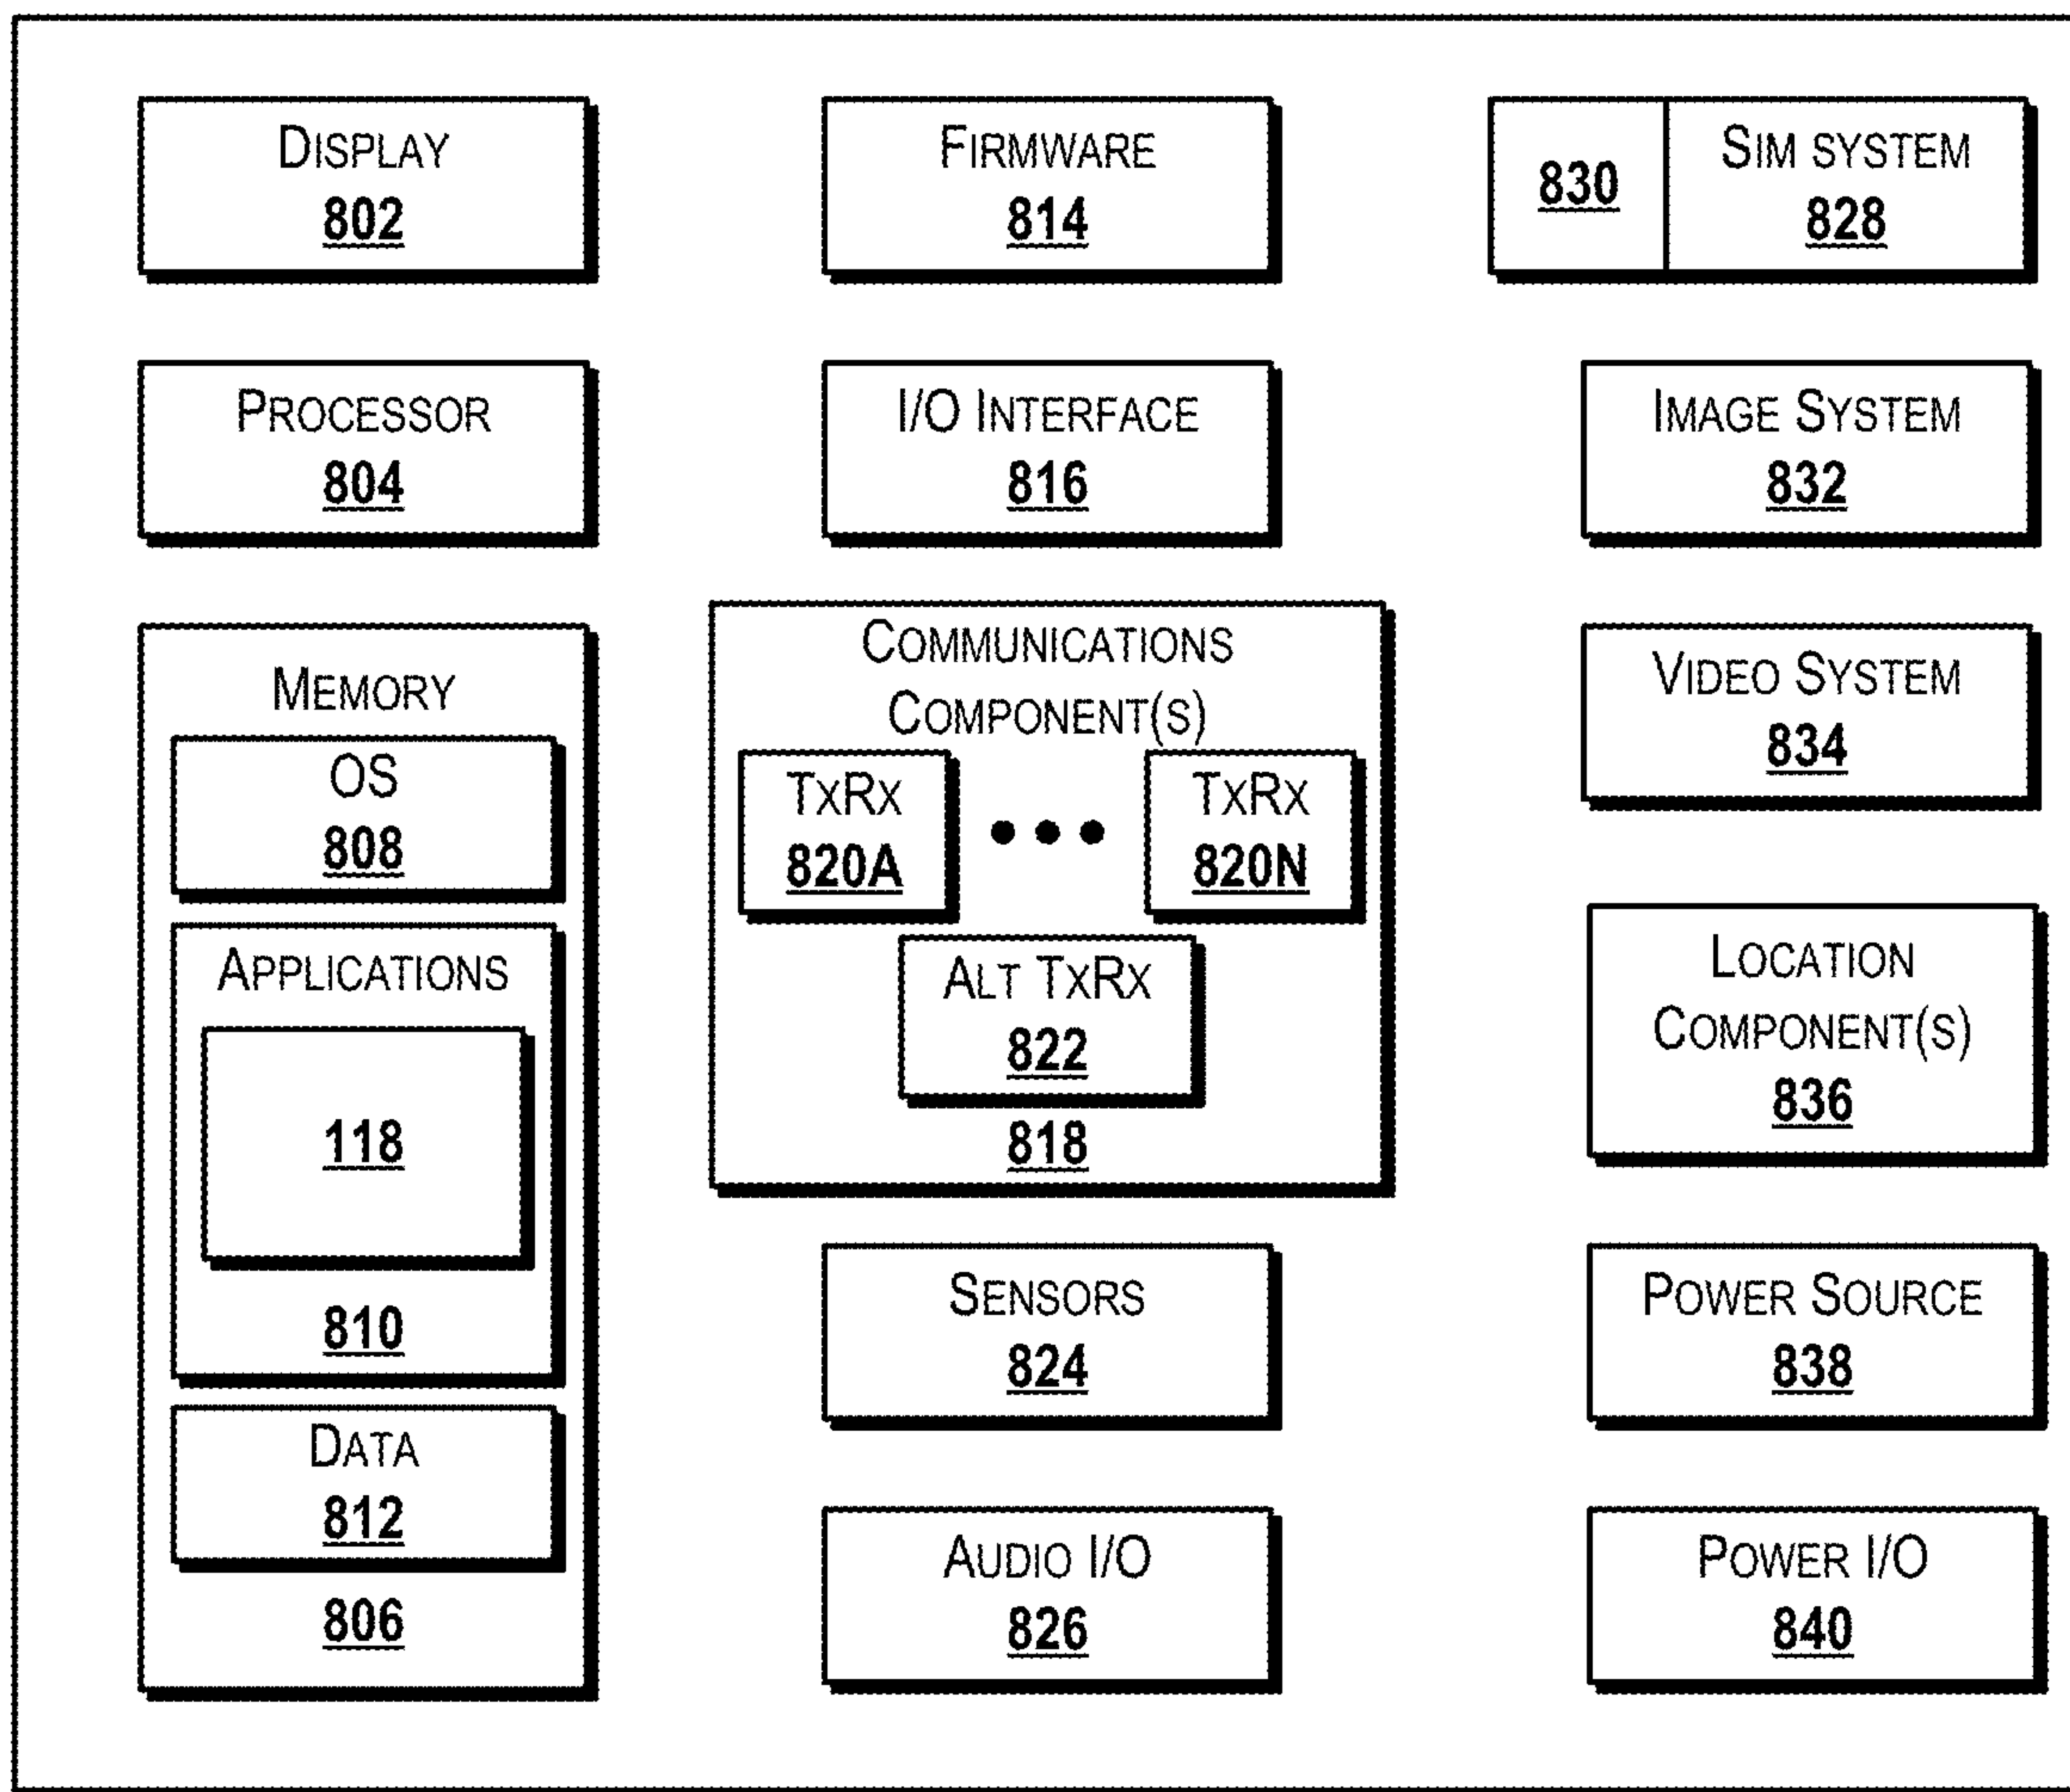 DISPLAY
802
PROCESSOR
804
MEMORY
OS
808
APPLICATIONS
118
810
DATA
812
806
FIRMWARE
814
I/O INTERFACE
816
COMMUNICATIONS
COMPONENT(S)
TXRX
820A
TXRX
820N
ALT TXRX
822
818
SENSORS
824
AUDIO I/O
826
830
SIM SYSTEM
828
IMAGE SYSTEM
832
VIDEO SYSTEM
834
LOCATION
COMPONENT(S)
836
POWER SOURCE
838
POWER I/O
840